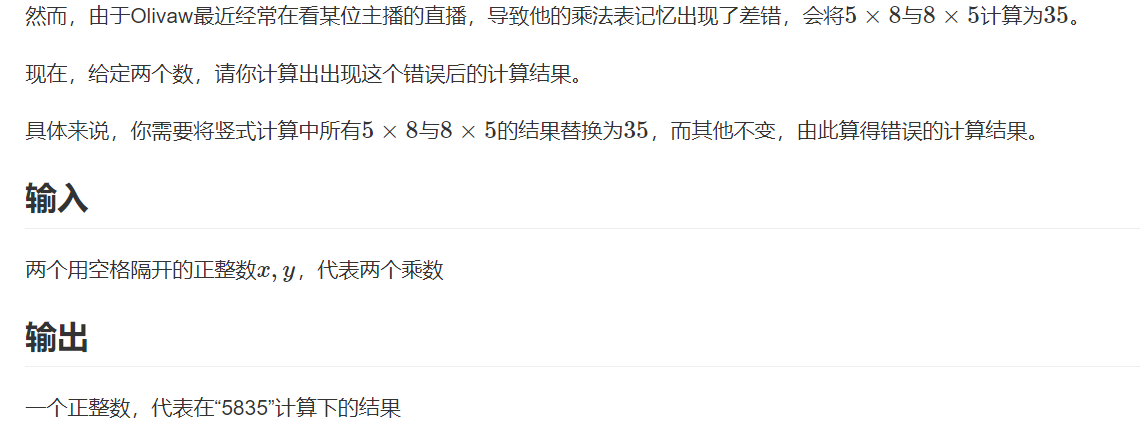 然而，由于Olivaw最近经常在看某位主播的直播，导致他的乘法表记忆出现了差错，会将5 × 8与8 × 5计算为35。
现在，给定两个数，请你计算出出现这个错误后的计算结果。
具体来说，你需要将竖式计算中所有5 × 8与8 × 5的结果替换为35，而其他不变，由此算得错误的计算结果。
输入
两个用空格隔开的正整数x, y，代表两个乘数
输出
一个正整数，代表在“5835”计算下的结果